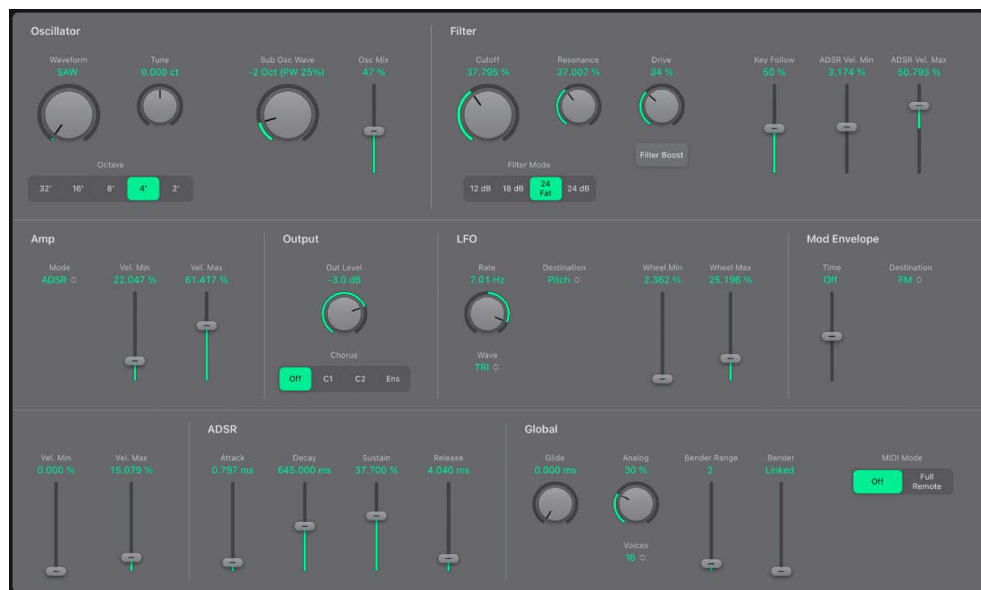 Oscillator
Filter
Waveform Tune Sub Osc Wave Osc Mix Cutoff Resonance Drive Key Follow ADSR Vel. Min ADSR Vel. Max
SAW 0.000 ct -2 Oct (PW 25%) 47 % 37.795 % 37.007 % 34 % 50 % 3.174 % 50.793 %
Filter Boost
Octave
Filter Mode
32' 16' 8' 4' 2'
12 dB 18 dB 24 Fat 24 dB
Amp
Output
LFO
Mod Envelope
Mode Vel. Min Vel. Max Out Level Rate Destination Wheel Min Wheel Max Time Destination
ADSR 22.047 % 61.417 % -3.0 dB 7.01 Hz Pitch 2.362 % 25.196 % Off FM
Chorus
Off C1 C2 Ens
Wave
TRI
ADSR
Global
Vel. Min Vel. Max Attack Decay Sustain Release Glide Analog Bender Range Bender MIDI Mode
0.000 % 15.079 % 0.797 ms 645.000 ms 37.700 % 4.040 ms 0.000 ms 30 % 2 Linked
Off Full Remote
Voices
16